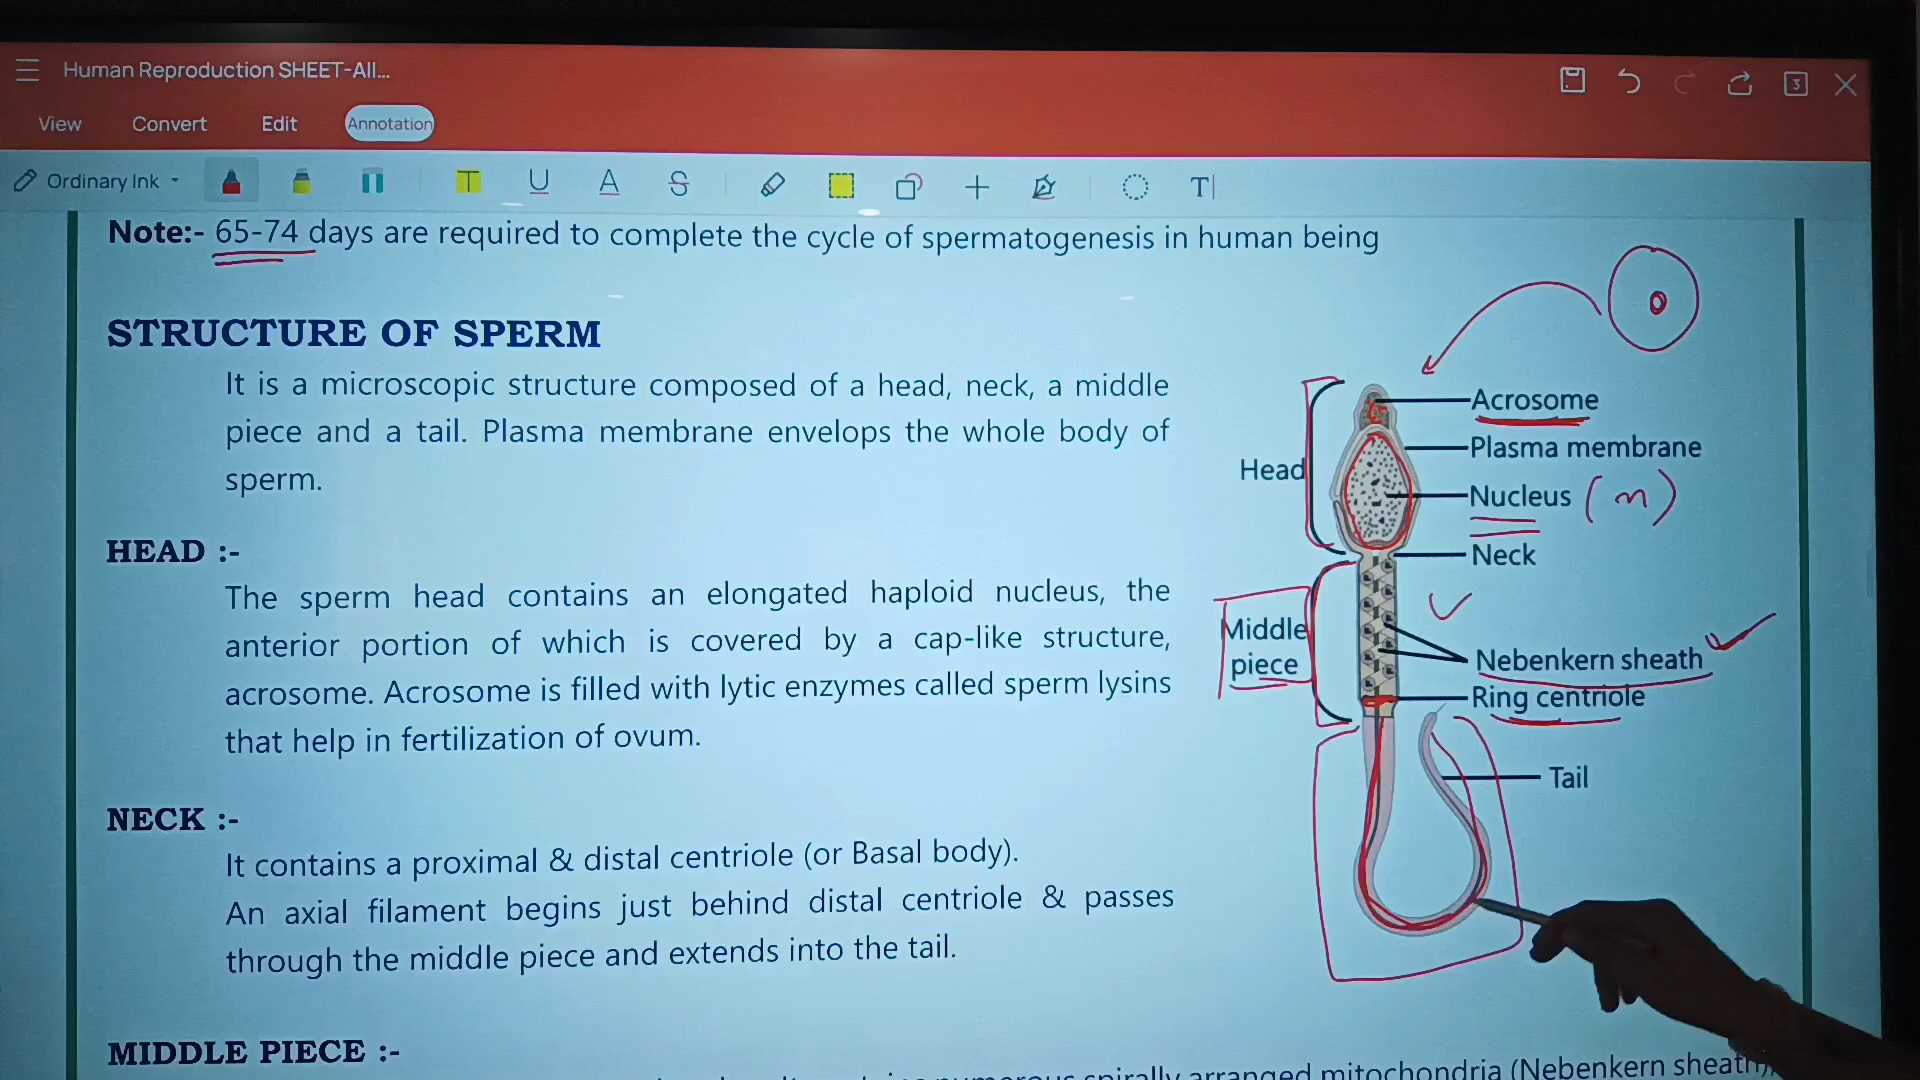 Human Reproduction SHEET-All...
3
View Convert Edit Annotation
Ordinary Ink T U A S T
Note:- 65-74 days are required to complete the cycle of spermatogenesis in human being
STRUCTURE OF SPERM
It is a microscopic structure composed of a head, neck, a middle
piece and a tail. Plasma membrane envelops the whole body of
sperm.
HEAD :-
The sperm head contains an elongated haploid nucleus, the
anterior portion of which is covered by a cap-like structure,
acrosome. Acrosome is filled with lytic enzymes called sperm lysins
that help in fertilization of ovum.
NECK :-
It contains a proximal & distal centriole (or Basal body).
An axial filament begins just behind distal centriole & passes
through the middle piece and extends into the tail.
MIDDLE PIECE :-
spirally arranged mitochondria (Nebenkern sheath),
Acrosome
Plasma membrane
Head
Nucleus (n)
Neck
Middle
piece
Nebenkern sheath
Ring centriole
Tail